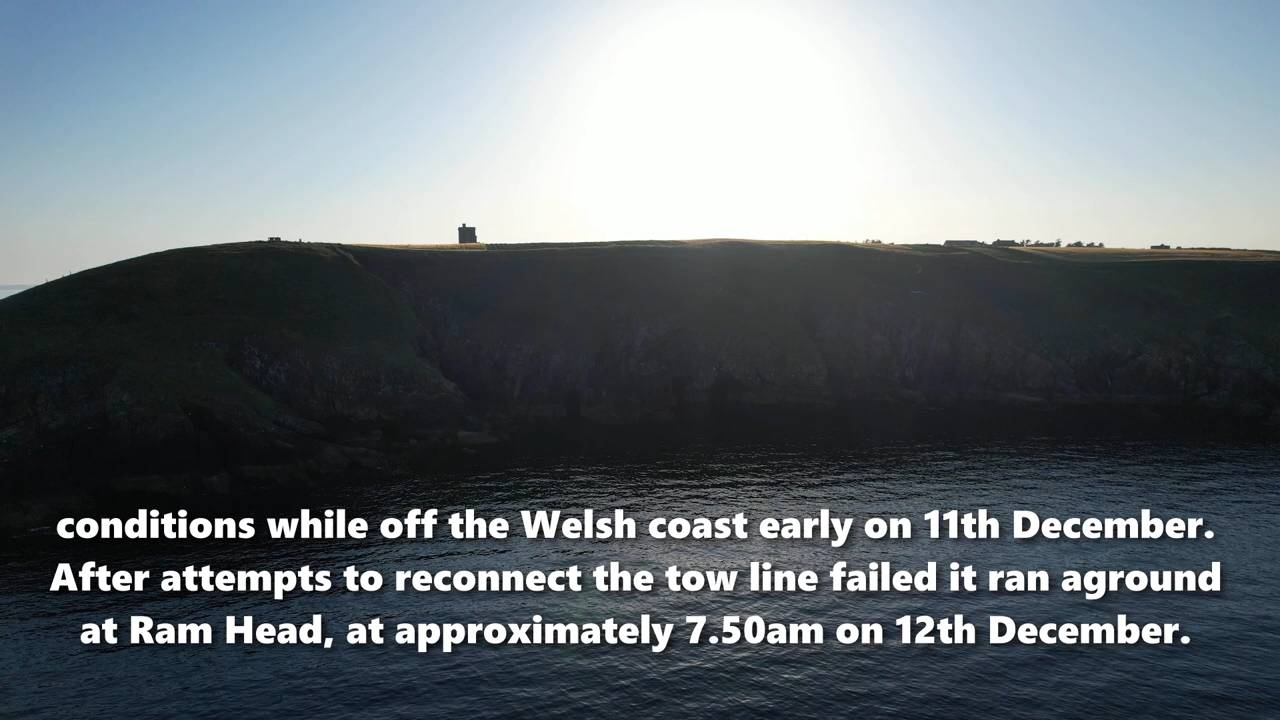 conditions while off the Welsh coast early on 11th December.
After attempts to reconnect the tow line failed it ran aground
at Ram Head, at approximately 7.50am on 12th December.